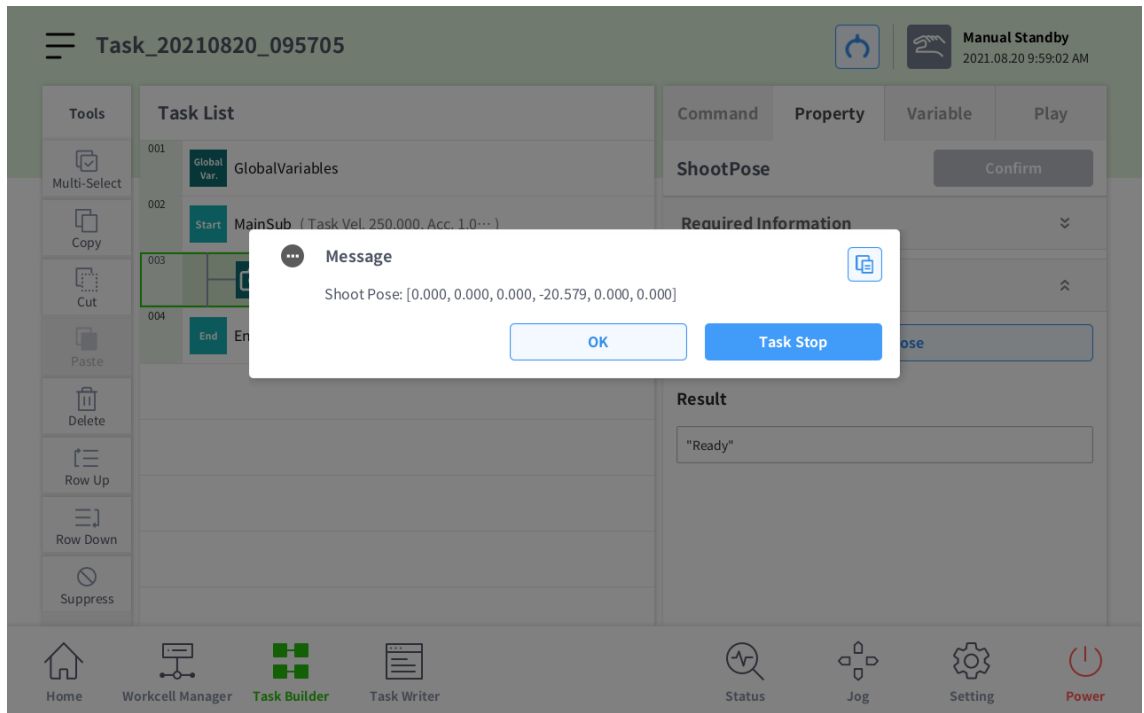 Task_20210820_095705
Manual Standby
2021.08.20 9:59:02 AM
Tools
Task List
Command
Property
Variable
Play
Multi-Select
Copy
Cut
Paste
Delete
Row Up
Row Down
Suppress
001
Global Var.
GlobalVariables
002
Start
MainSub ( Task Vel. 250.000, Acc. 1.0⋯ )
003
004
End
En
ShootPose
Confirm
Required Information
ose
Result
"Ready"
Message
Shoot Pose: [0.000, 0.000, 0.000, -20.579, 0.000, 0.000]
OK
Task Stop
Home
Workcell Manager
Task Builder
Task Writer
Status
Jog
Setting
Power